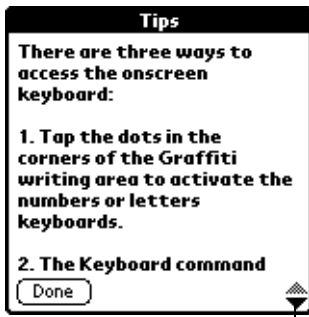 Tips
There are three ways to
access the onscreen
keyboard:
1. Tap the dots in the
corners of the Graffiti
writing area to activate the
numbers or letters
keyboards.
2. The Keyboard command
Done